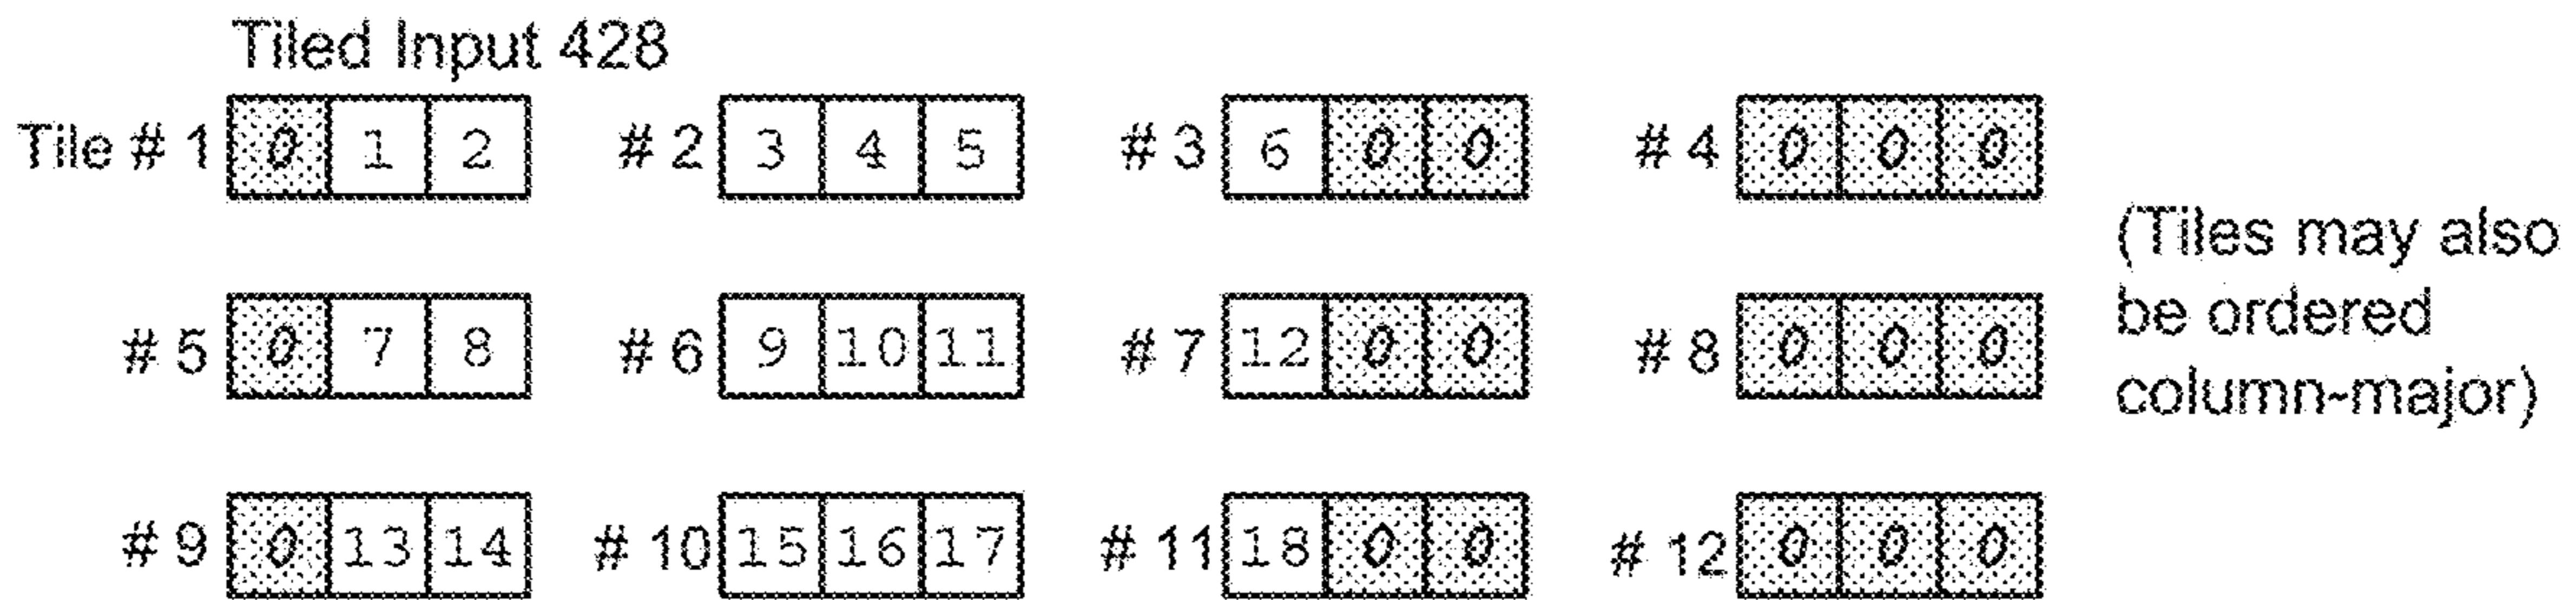 Tiled Input 428
Tile # 1 0 1 2 # 2 3 4 5 # 3 6 0 0 # 4 0 0 0
(Tiles may also
be ordered
column-major)
# 5 0 7 8 # 6 9 10 11 # 7 12 0 0 # 8 0 0 0
# 9 0 13 14 # 10 15 16 17 # 11 18 0 0 # 12 0 0 0